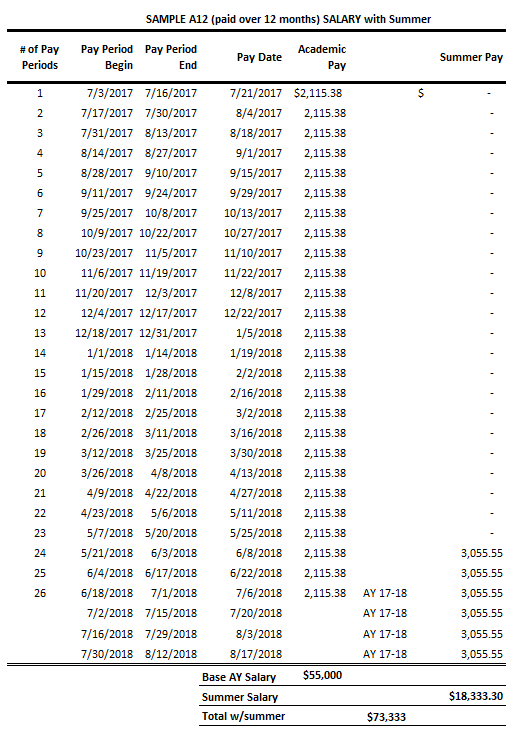 SAMPLE A12 (paid over 12 months) SALARY with Summer
# of Pay Periods Pay Period Begin Pay Period End Pay Date Academic Pay Summer Pay
1 7/3/2017 7/16/2017 7/21/2017 $2,115.38 $ -
2 7/17/2017 7/30/2017 8/4/2017 2,115.38 -
3 7/31/2017 8/13/2017 8/18/2017 2,115.38 -
4 8/14/2017 8/27/2017 9/1/2017 2,115.38 -
5 8/28/2017 9/10/2017 9/15/2017 2,115.38 -
6 9/11/2017 9/24/2017 9/29/2017 2,115.38 -
7 9/25/2017 10/8/2017 10/13/2017 2,115.38 -
8 10/9/2017 10/22/2017 10/27/2017 2,115.38 -
9 10/23/2017 11/5/2017 11/10/2017 2,115.38 -
10 11/6/2017 11/19/2017 11/22/2017 2,115.38 -
11 11/20/2017 12/3/2017 12/8/2017 2,115.38 -
12 12/4/2017 12/17/2017 12/22/2017 2,115.38 -
13 12/18/2017 12/31/2017 1/5/2018 2,115.38 -
14 1/1/2018 1/14/2018 1/19/2018 2,115.38 -
15 1/15/2018 1/28/2018 2/2/2018 2,115.38 -
16 1/29/2018 2/11/2018 2/16/2018 2,115.38 -
17 2/12/2018 2/25/2018 3/2/2018 2,115.38 -
18 2/26/2018 3/11/2018 3/16/2018 2,115.38 -
19 3/12/2018 3/25/2018 3/30/2018 2,115.38 -
20 3/26/2018 4/8/2018 4/13/2018 2,115.38 -
21 4/9/2018 4/22/2018 4/27/2018 2,115.38 -
22 4/23/2018 5/6/2018 5/11/2018 2,115.38 -
23 5/7/2018 5/20/2018 5/25/2018 2,115.38 -
24 5/21/2018 6/3/2018 6/8/2018 2,115.38 3,055.55
25 6/4/2018 6/17/2018 6/22/2018 2,115.38 3,055.55
26 6/18/2018 7/1/2018 7/6/2018 2,115.38 AY 17-18 3,055.55
7/2/2018 7/15/2018 7/20/2018 AY 17-18 3,055.55
7/16/2018 7/29/2018 8/3/2018 AY 17-18 3,055.55
7/30/2018 8/12/2018 8/17/2018 AY 17-18 3,055.55
Base AY Salary $55,000
Summer Salary $18,333.30
Total w/summer $73,333